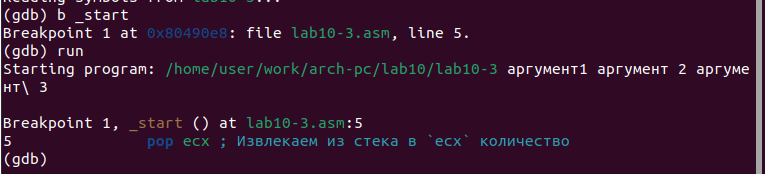 Reading symbols from lab10-3...
(gdb) b _start
Breakpoint 1 at 0x80490e8: file lab10-3.asm, line 5.
(gdb) run
Starting program: /home/user/work/arch-pc/lab10/lab10-3 аргумент1 аргумент 2 аргуме
нт\ 3
Breakpoint 1, _start () at lab10-3.asm:5
5 pop ecx ; Извлекаем из стека в `ecx` количество
(gdb)